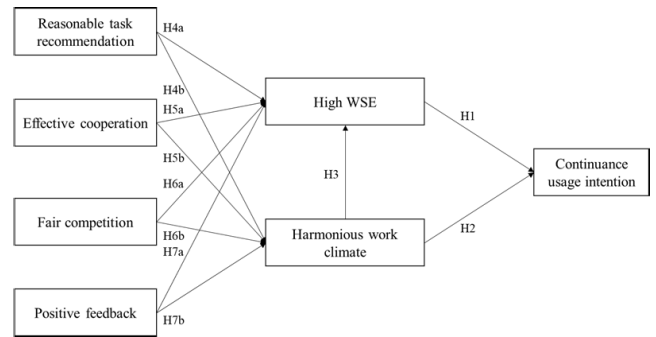 Reasonable task
recommendation
H4a
H4b
High WSE
H5a
Effective cooperation
H1
H5b
Continuance
usage intention
H3
H6a
Fair competition
Harmonious work
climate
H2
H6b
H7a
Positive feedback
H7b